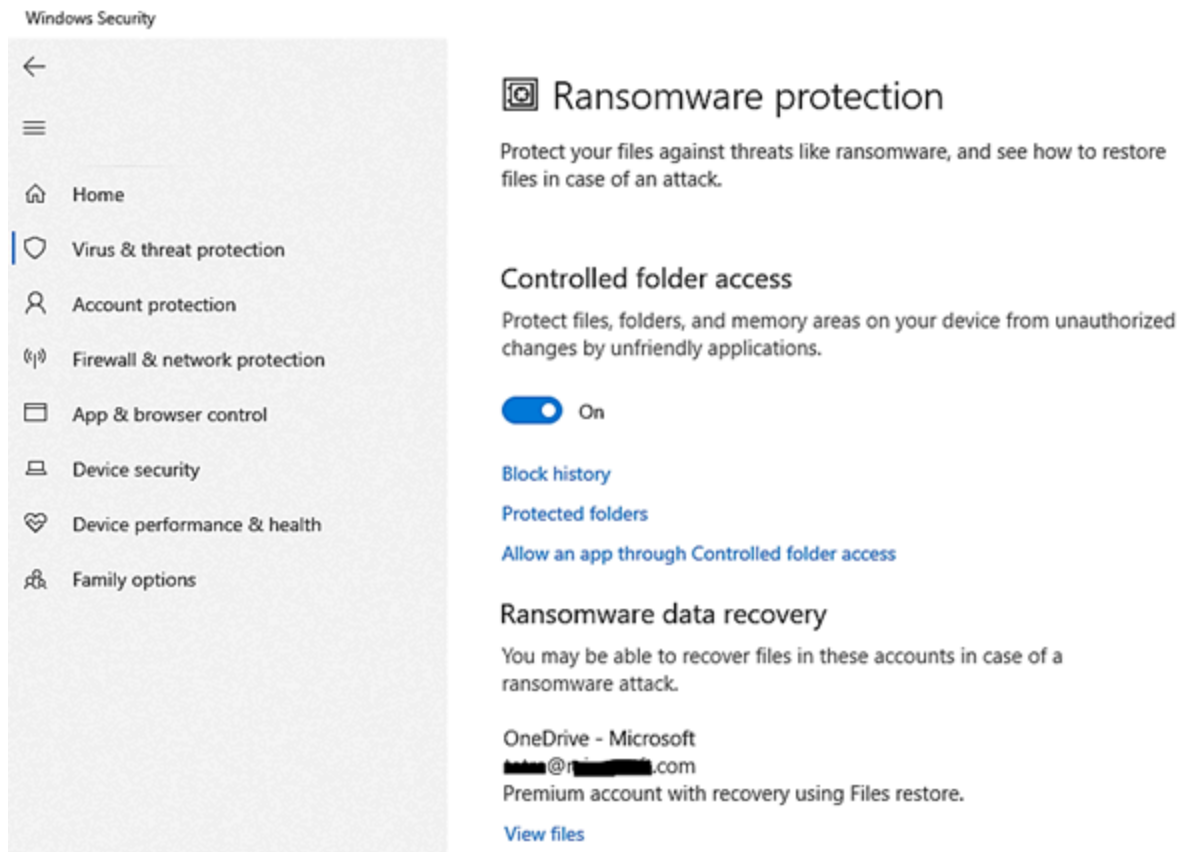 Windows Security
Home
Virus & threat protection
Account protection
Firewall & network protection
App & browser control
Device security
Device performance & health
Family options
Ransomware protection
Protect your files against threats like ransomware, and see how to restore
files in case of an attack.
Controlled folder access
Protect files, folders, and memory areas on your device from unauthorized
changes by unfriendly applications.
On
Block history
Protected folders
Allow an app through Controlled folder access
Ransomware data recovery
You may be able to recover files in these accounts in case of a
ransomware attack.
OneDrive - Microsoft
.com
Premium account with recovery using Files restore.
View files